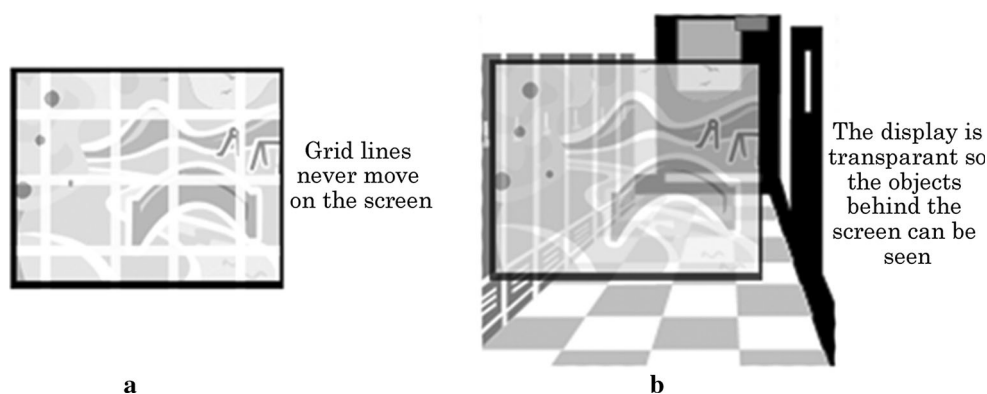 Grid lines
never move
on the screen
The display is
transparant so
the objects
behind the
screen can be
seen
a
b